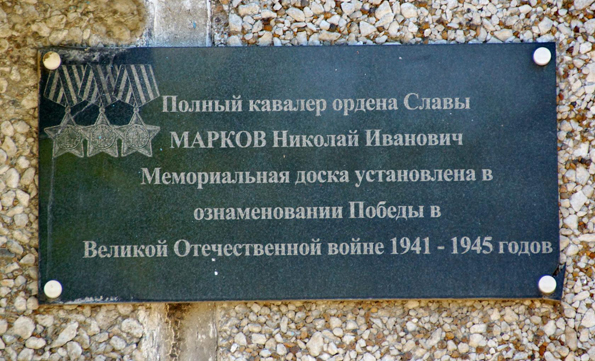 Полный кавалер ордена Славы
МАРКОВ Николай Иванович
Мемориальная доска установлена в
ознаменовании Победы в
Великой Отечественной войне 1941 - 1945 годов